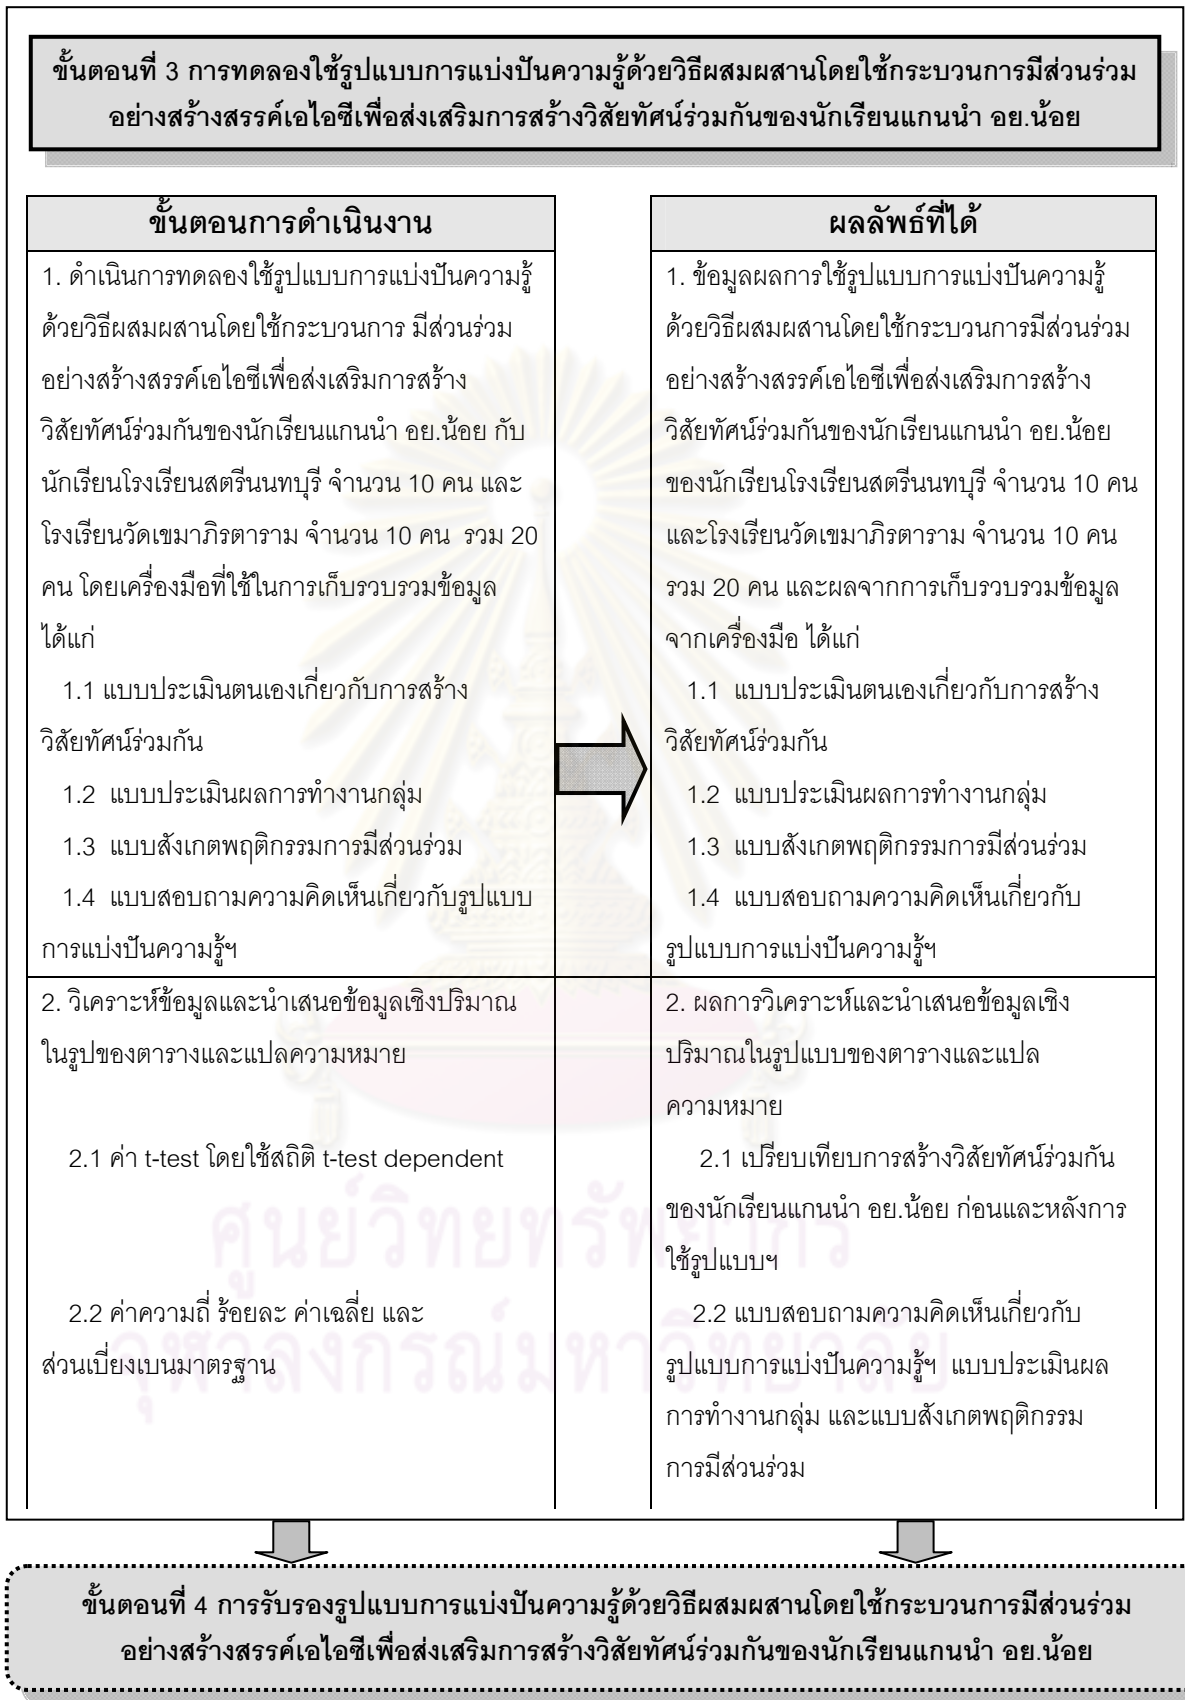 ขั้นตอนที่ 3 การทดลองใช้รูปแบบการแบ่งปันความรู้ด้วยวิธีผสมผสานโดยใช้กระบวนการมีส่วนร่วม
อย่างสร้างสรรค์เอไอซีเพื่อส่งเสริมการสร้างวิสัยทัศน์ร่วมกันของนักเรียนแกนนำ อย.น้อย
ขั้นตอนการดำเนินงาน
1. ดำเนินการทดลองใช้รูปแบบการแบ่งปันความรู้
ด้วยวิธีผสมผสานโดยใช้กระบวนการ มีส่วนร่วม
อย่างสร้างสรรค์เอไอซีเพื่อส่งเสริมการสร้าง
วิสัยทัศน์ร่วมกันของนักเรียนแกนนำ อย.น้อย กับ
นักเรียนโรงเรียนสตรีนนทบุรี จำนวน 10 คน และ
โรงเรียนวัดเขมาภิรตาราม จำนวน 10 คน รวม 20
คน โดยเครื่องมือที่ใช้ในการเก็บรวบรวมข้อมูล
ได้แก่
1.1 แบบประเมินตนเองเกี่ยวกับการสร้าง
วิสัยทัศน์ร่วมกัน
1.2 แบบประเมินผลการทำงานกลุ่ม
1.3 แบบสังเกตพฤติกรรมการมีส่วนร่วม
1.4 แบบสอบถามความคิดเห็นเกี่ยวกับรูปแบบ
การแบ่งปันความรู้ฯ
2. วิเคราะห์ข้อมูลและนำเสนอข้อมูลเชิงปริมาณ
ในรูปของตารางและแปลความหมาย
2.1 ค่า t-test โดยใช้สถิติ t-test dependent
2.2 ค่าความถี่ ร้อยละ ค่าเฉลี่ย และ
ส่วนเบี่ยงเบนมาตรฐาน
ผลลัพธ์ที่ได้
1. ข้อมูลผลการใช้รูปแบบการแบ่งปันความรู้
ด้วยวิธีผสมผสานโดยใช้กระบวนการมีส่วนร่วม
อย่างสร้างสรรค์เอไอซีเพื่อส่งเสริมการสร้าง
วิสัยทัศน์ร่วมกันของนักเรียนแกนนำ อย.น้อย
ของนักเรียนโรงเรียนสตรีนนทบุรี จำนวน 10 คน
และโรงเรียนวัดเขมาภิรตาราม จำนวน 10 คน
รวม 20 คน และผลจากการเก็บรวบรวมข้อมูล
จากเครื่องมือ ได้แก่
1.1 แบบประเมินตนเองเกี่ยวกับการสร้าง
วิสัยทัศน์ร่วมกัน
1.2 แบบประเมินผลการทำงานกลุ่ม
1.3 แบบสังเกตพฤติกรรมการมีส่วนร่วม
1.4 แบบสอบถามความคิดเห็นเกี่ยวกับ
รูปแบบการแบ่งปันความรู้ฯ
2. ผลการวิเคราะห์และนำเสนอข้อมูลเชิง
ปริมาณในรูปแบบของตารางและแปล
ความหมาย
2.1 เปรียบเทียบการสร้างวิสัยทัศน์ร่วมกัน
ของนักเรียนแกนนำ อย.น้อย ก่อนและหลังการ
ใช้รูปแบบฯ
2.2 แบบสอบถามความคิดเห็นเกี่ยวกับ
รูปแบบการแบ่งปันความรู้ฯ แบบประเมินผล
การทำงานกลุ่ม และแบบสังเกตพฤติกรรม
การมีส่วนร่วม
ศูนย์วิทยทรัพยากร
จุฬาลงกรณ์มหาวิทยาลัย
ขั้นตอนที่ 4 การรับรองรูปแบบการแบ่งปันความรู้ด้วยวิธีผสมผสานโดยใช้กระบวนการมีส่วนร่วม
อย่างสร้างสรรค์เอไอซีเพื่อส่งเสริมการสร้างวิสัยทัศน์ร่วมกันของนักเรียนแกนนำ อย.น้อย